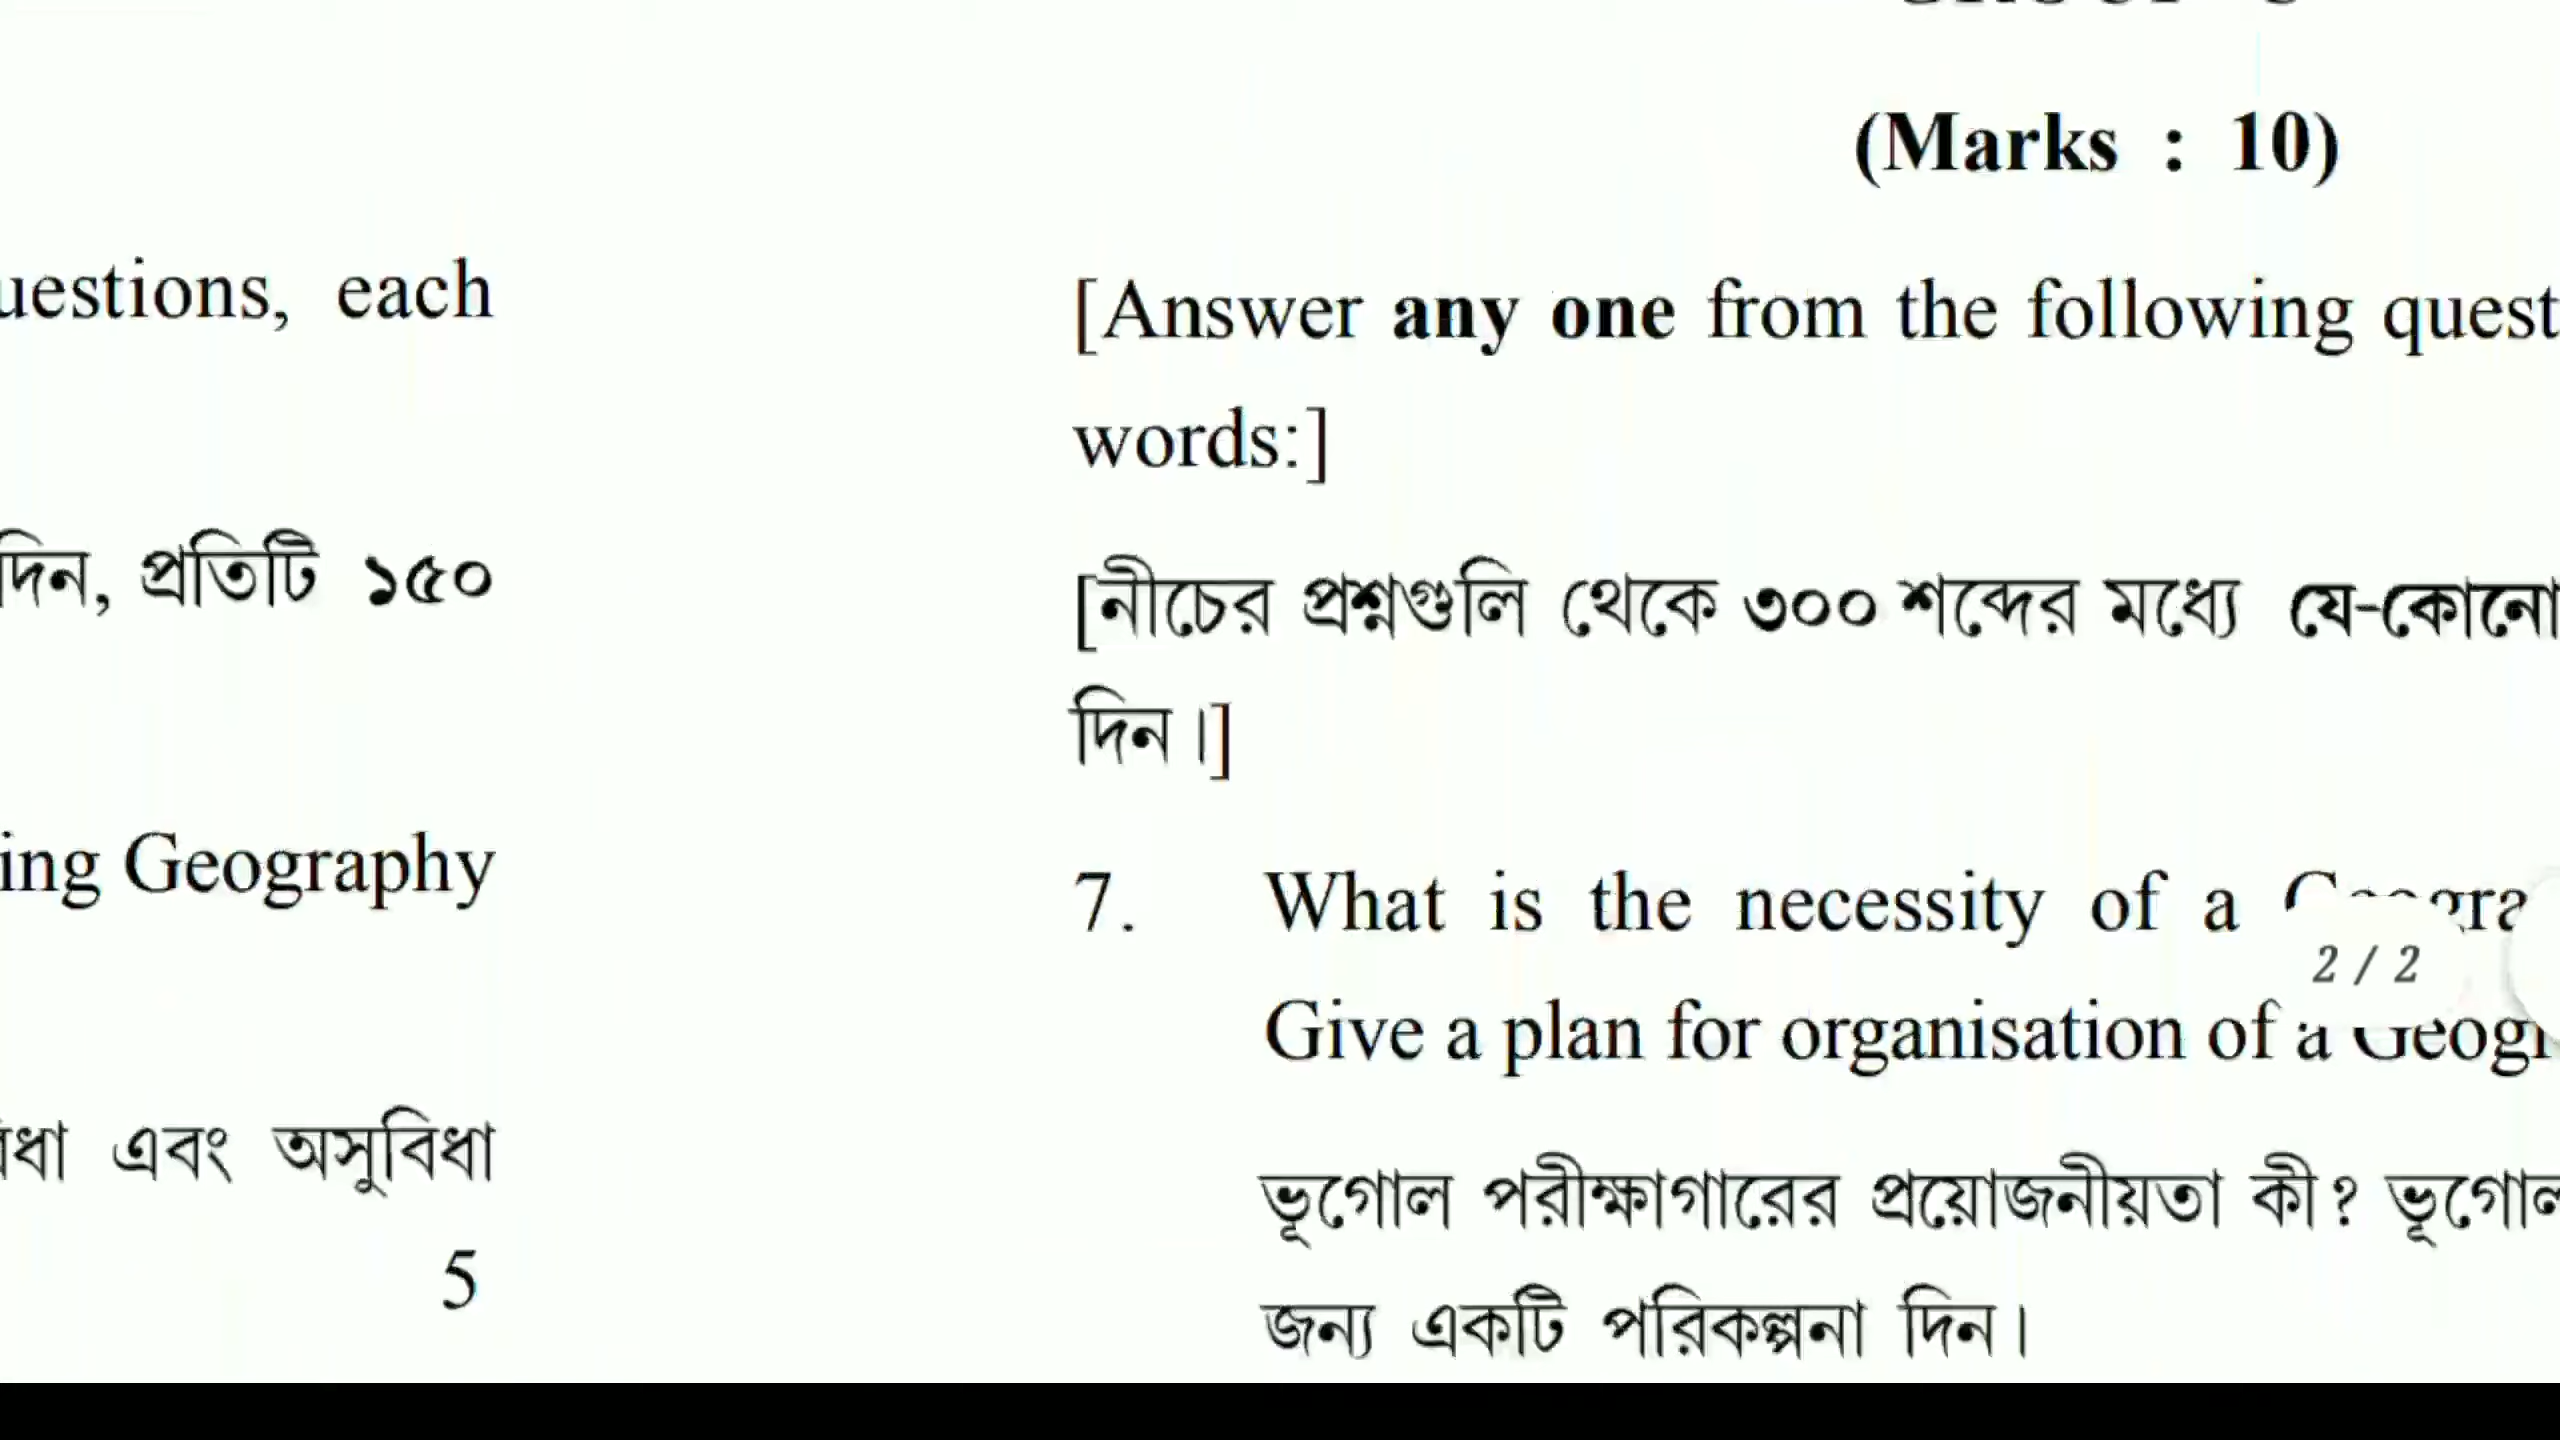 uestions, each
দিন, প্রতিটি ১৫০
ing Geography
এবং অসুবিধা
5
(Marks : 10)
[Answer any one from the following quest
words:]
[নীচের প্রশ্নগুলি থেকে ৩০০ শব্দের মধ্যে যে-কোনো
দিন।]
7. What is the necessity of a
2 / 2
Give a plan for organisation of a Geogr
ভূগোল পরীক্ষাগারের প্রয়োজনীয়তা কী? ভূগোল
জন্য একটি পরিকল্পনা দিন।